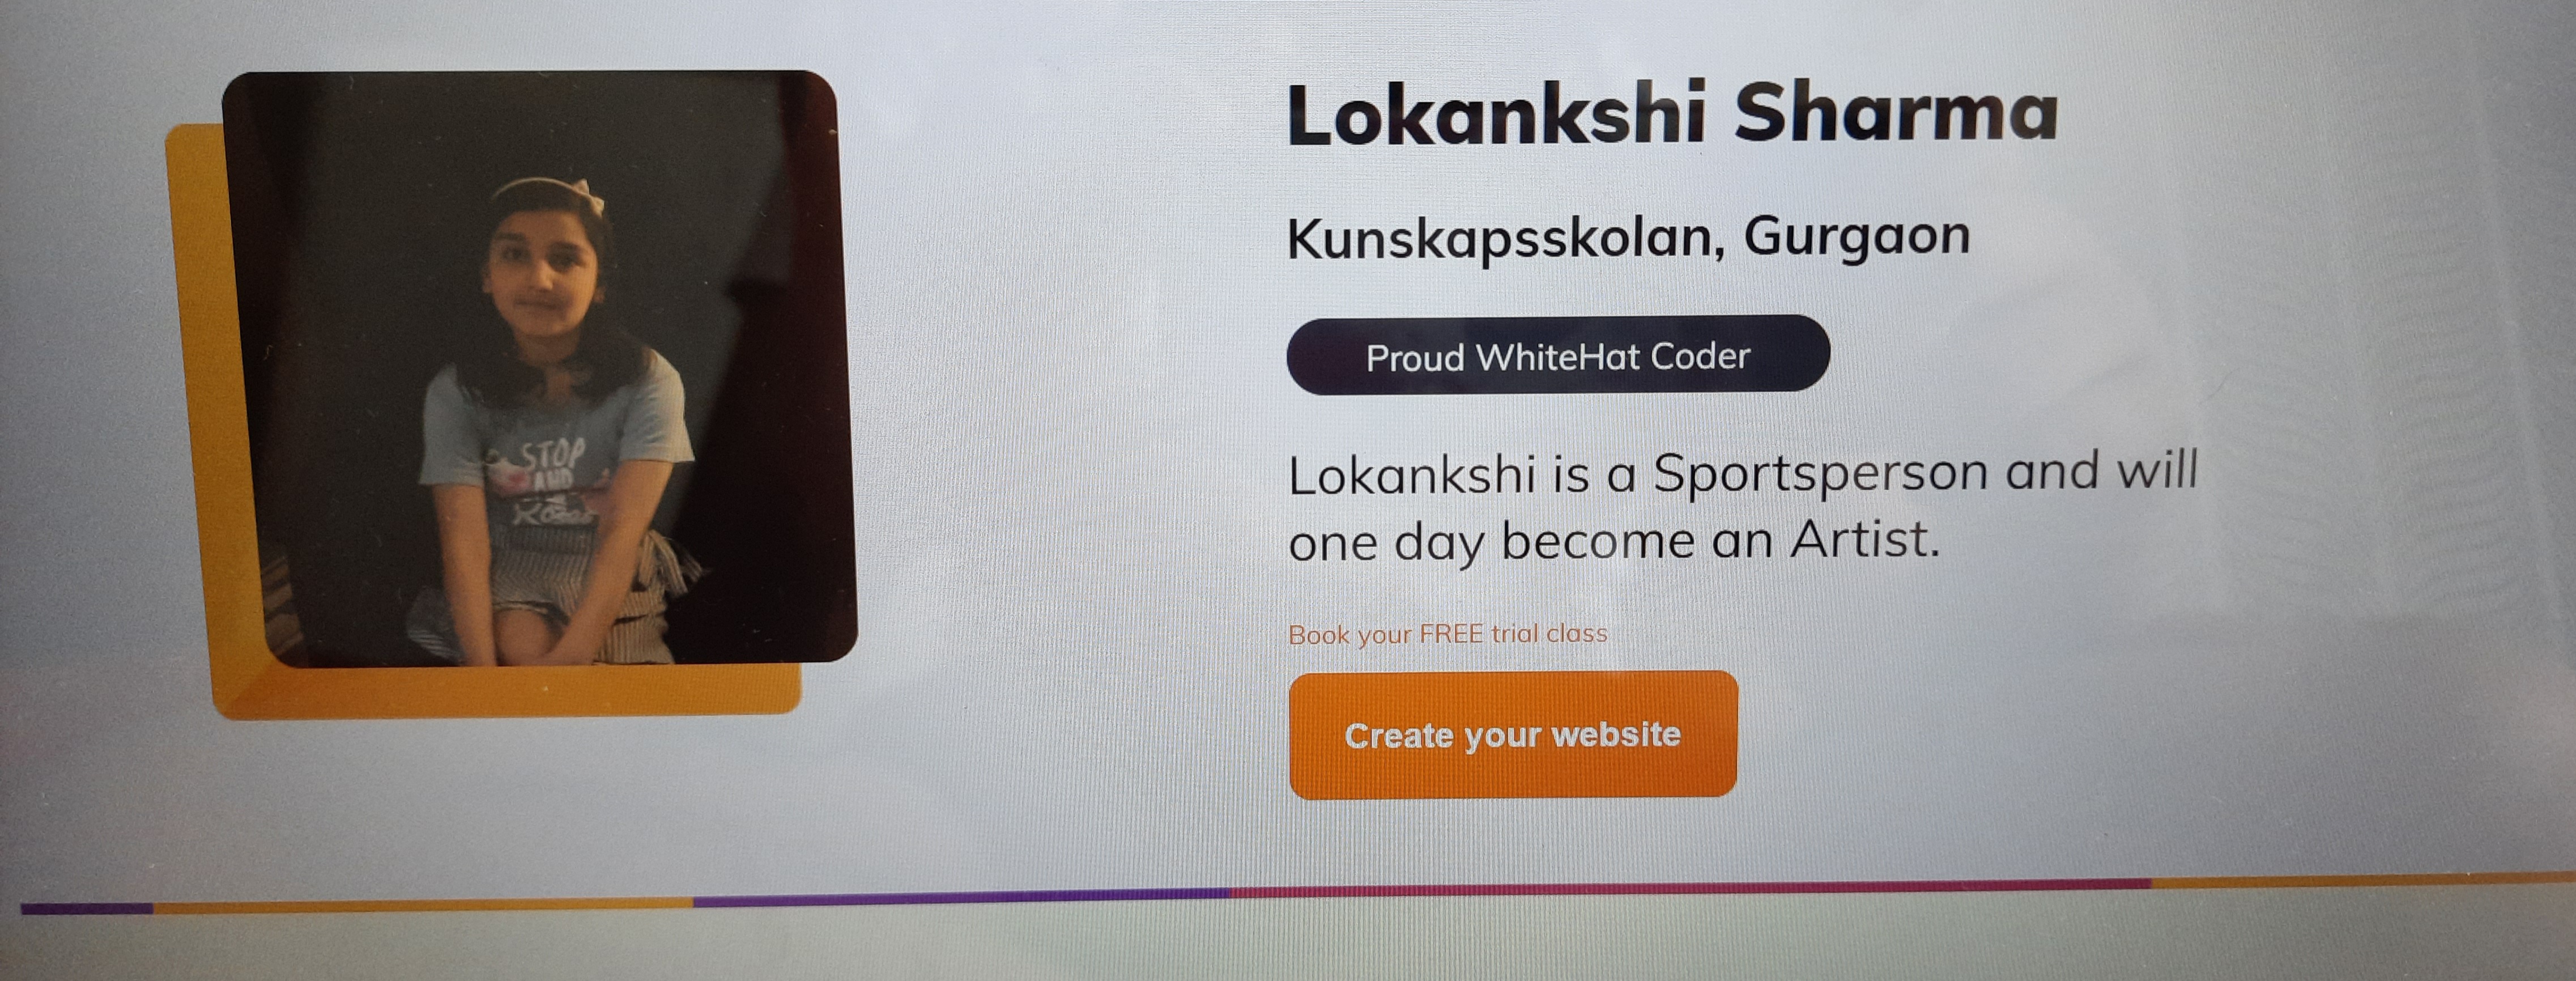 Lokankshi Sharma
Kunskapsskolan, Gurgaon
Proud WhiteHat Coder
Lokankshi is a Sportsperson and will
one day become an Artist.
Book your FREE trial class
Create your website
STOP
AND
Roses